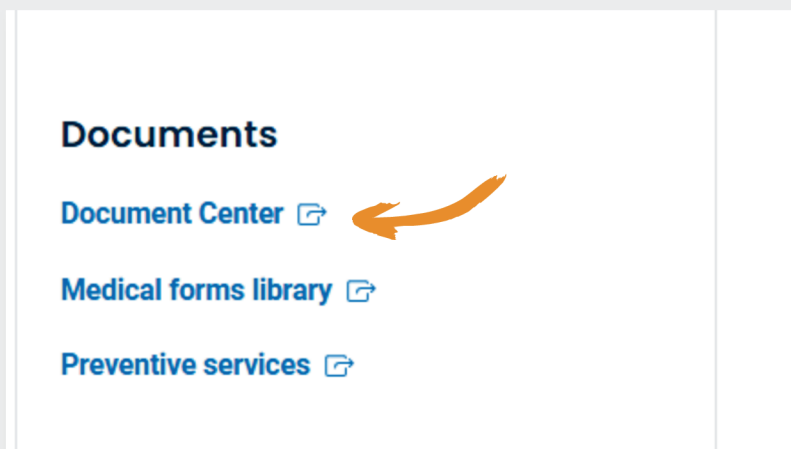 Documents
Document Center
Medical forms library
Preventive services